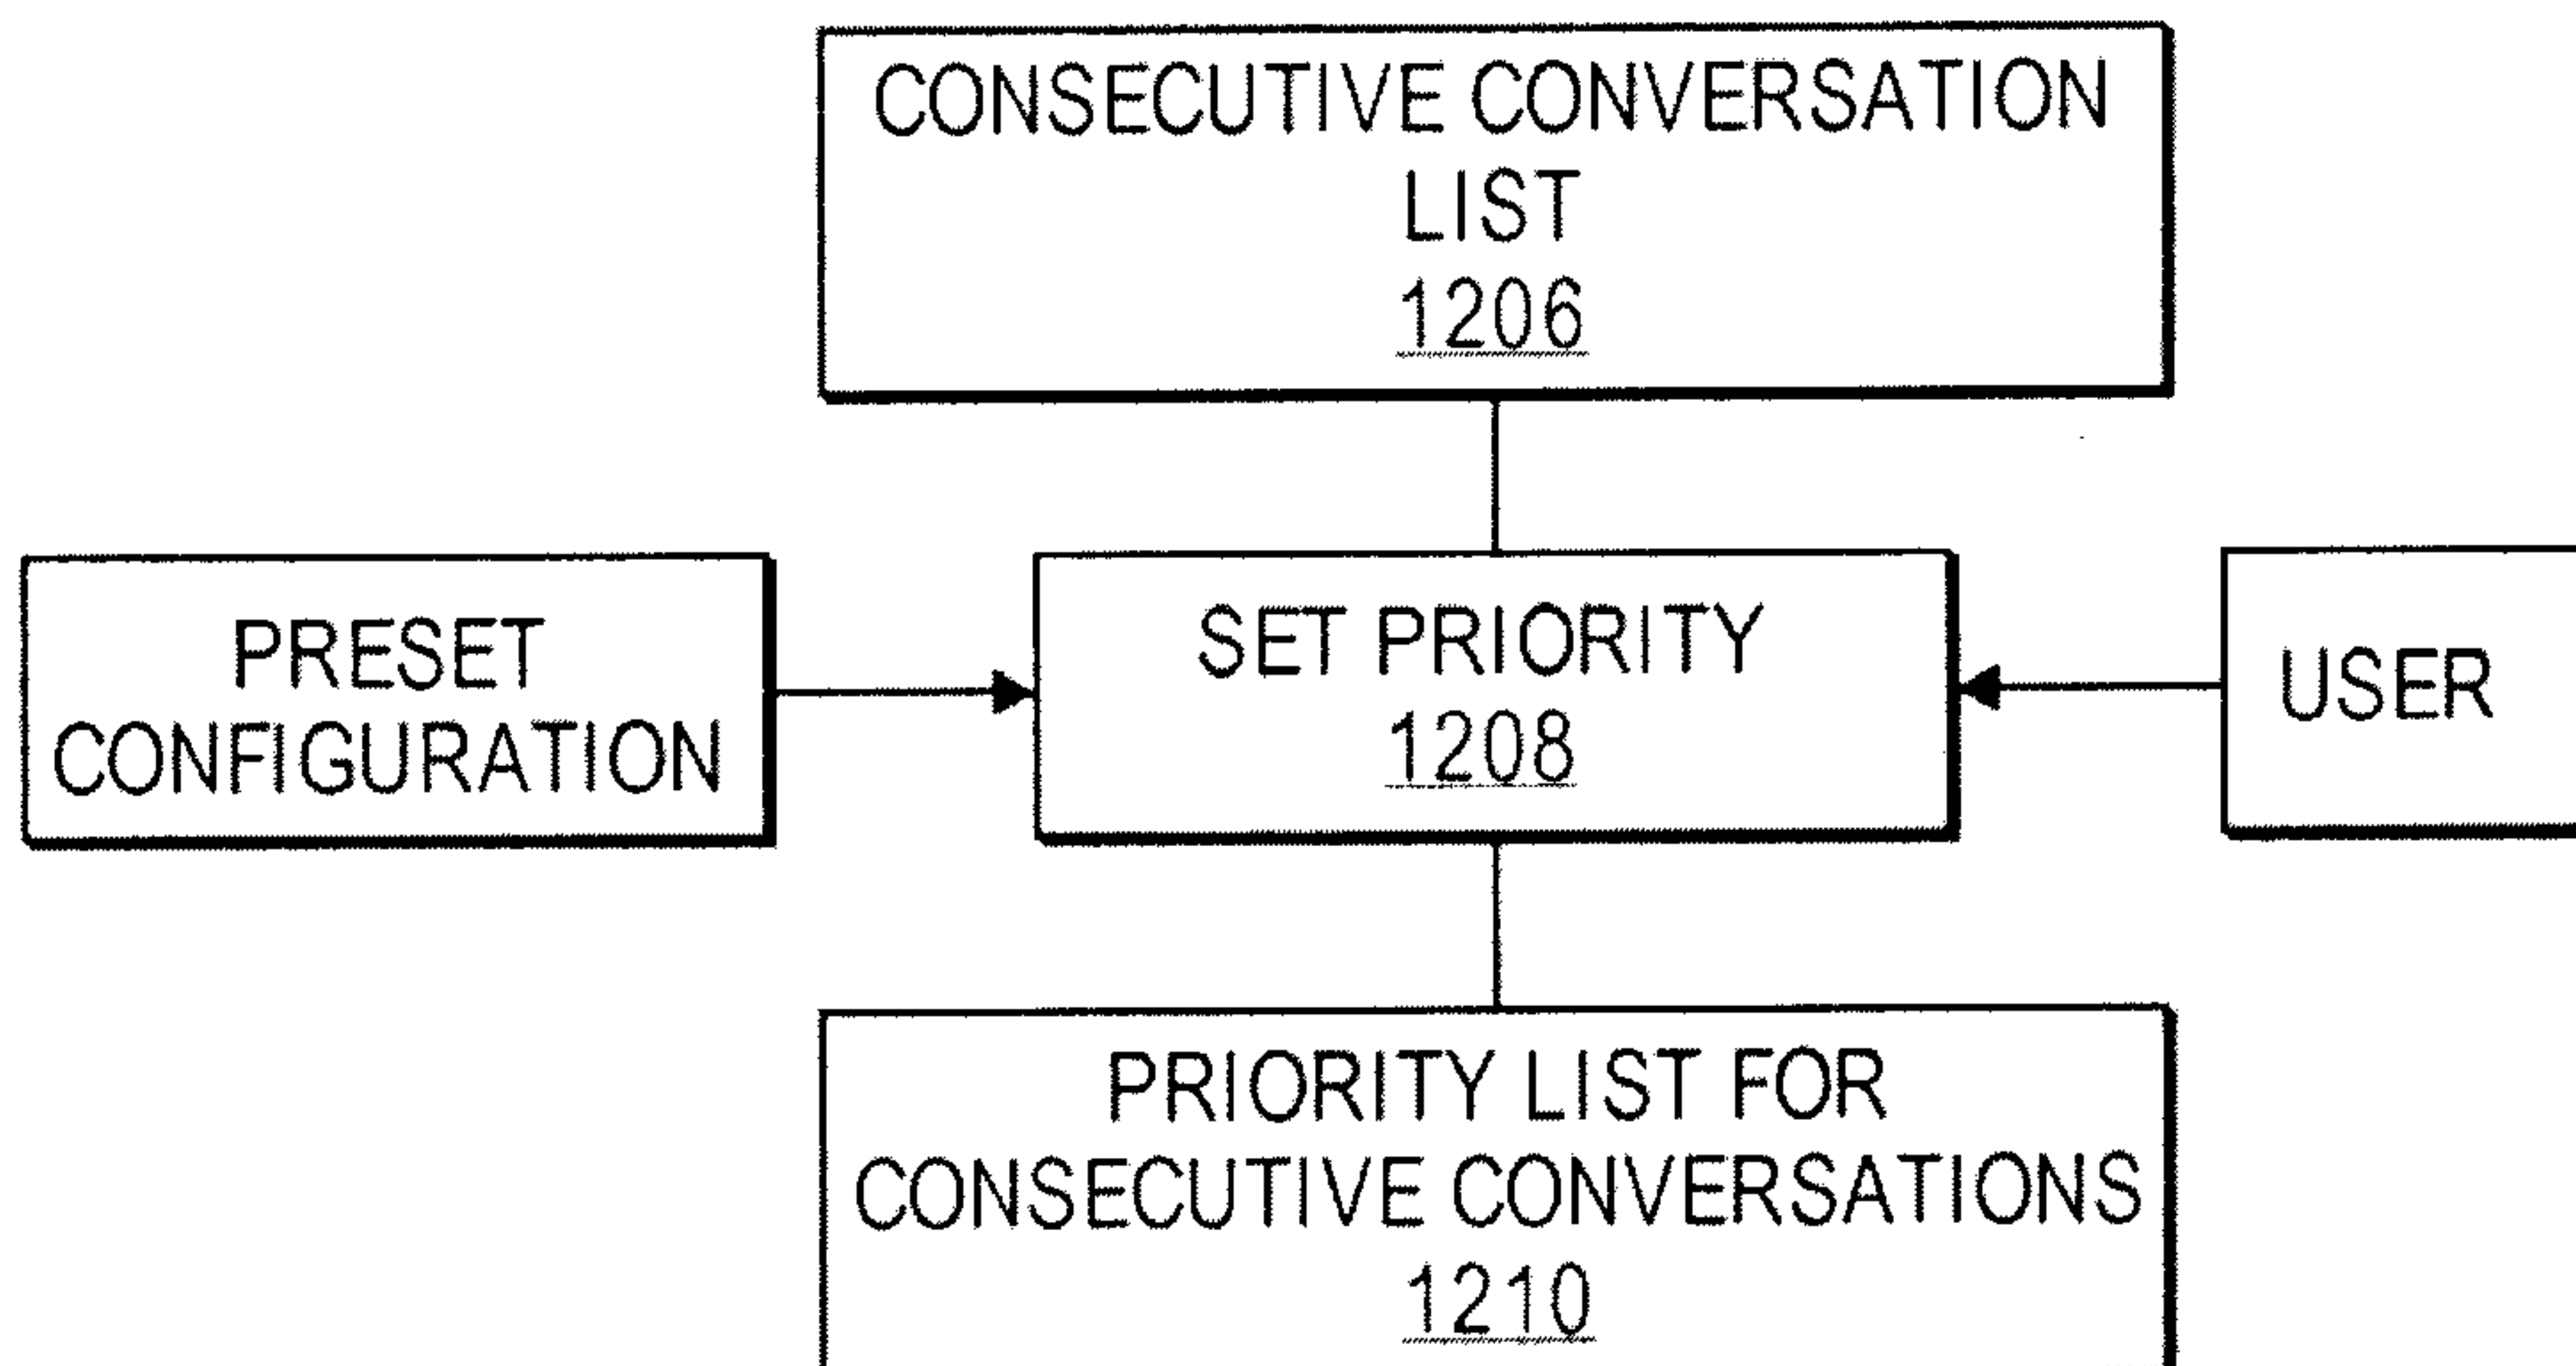 CONSECUTIVE CONVERSATION
LIST
1206
PRESET
CONFIGURATION
SET PRIORITY
1208
USER
PRIORITY LIST FOR
CONSECUTIVE CONVERSATIONS
1210